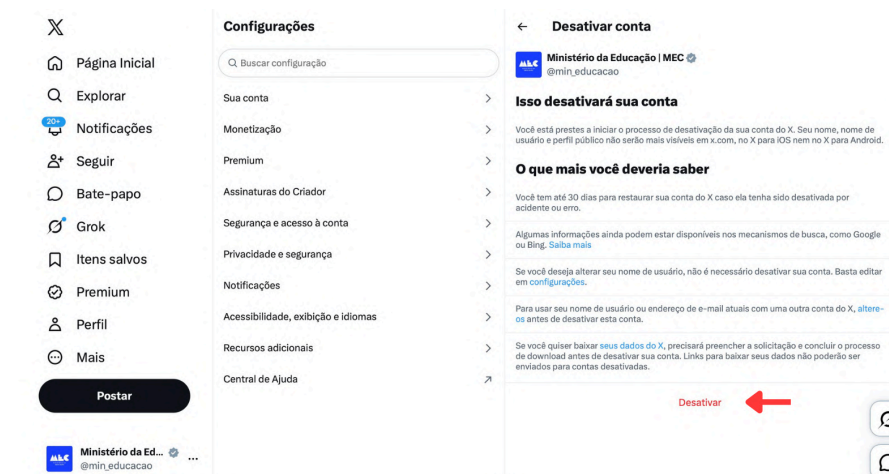 X
Página Inicial
Explorar
20+
Notificações
Seguir
Bate-papo
Grok
Itens salvos
Premium
Perfil
Mais
Postar
MEC
Ministério da Ed...
@min_educacao
Configurações
Buscar configuração
Sua conta
Monetização
Premium
Assinaturas do Criador
Segurança e acesso à conta
Privacidade e segurança
Notificações
Acessibilidade, exibição e idiomas
Recursos adicionais
Central de Ajuda
Desativar conta
MEC
Ministério da Educação | MEC
@min_educacao
Isso desativará sua conta
Você está prestes a iniciar o processo de desativação da sua conta do X. Seu nome, nome de
usuário e perfil público não serão mais visíveis em x.com, no X para iOS nem no X para Android.
O que mais você deveria saber
Você tem até 30 dias para restaurar sua conta do X caso ela tenha sido desativada por
acidente ou erro.
Algumas informações ainda podem estar disponíveis nos mecanismos de busca, como Google
ou Bing. Saiba mais
Se você deseja alterar seu nome de usuário, não é necessário desativar sua conta. Basta editar
em configurações.
Para usar seu nome de usuário ou endereço de e-mail atuais com uma outra conta do X, altere-
os antes de desativar esta conta.
Se você quiser baixar seus dados do X, precisará preencher a solicitação e concluir o processo
de download antes de desativar sua conta. Links para baixar seus dados não poderão ser
enviados para contas desativadas.
Desativar